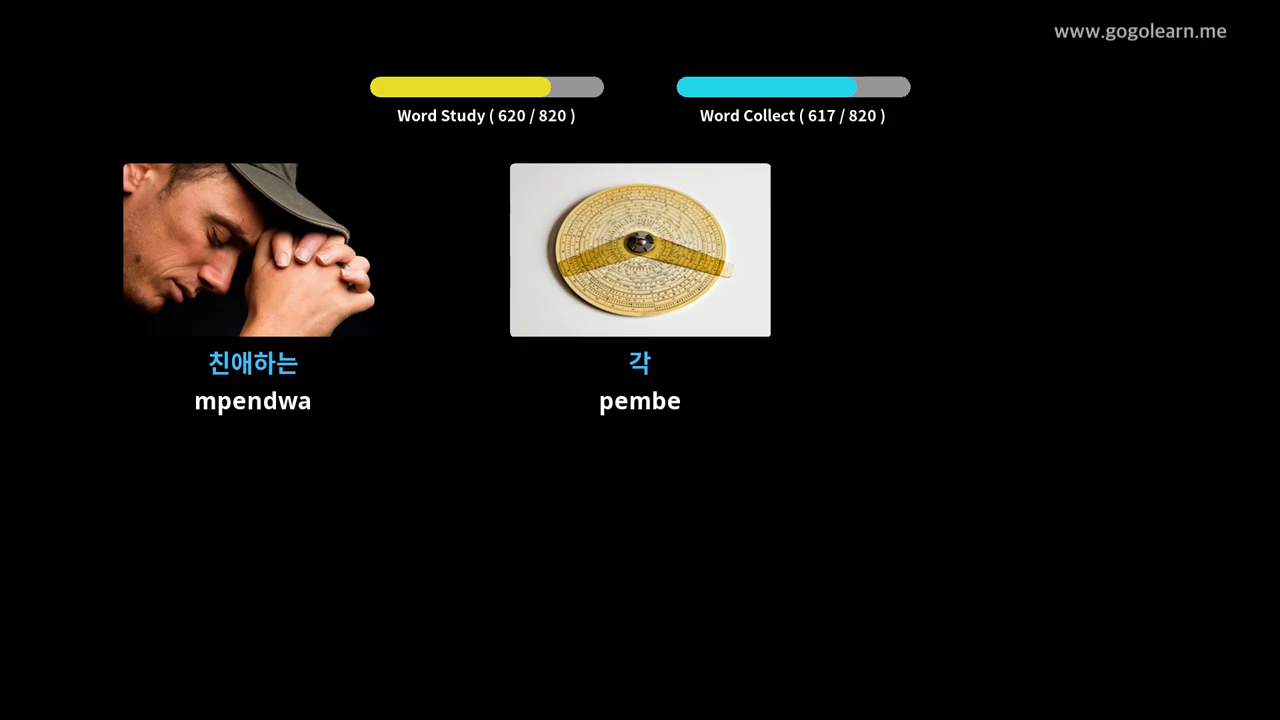 www.gogolearn.me
Word Study ( 620 / 820 )
Word Collect ( 617 / 820 )
친애하는
mpendwa
각
pembe